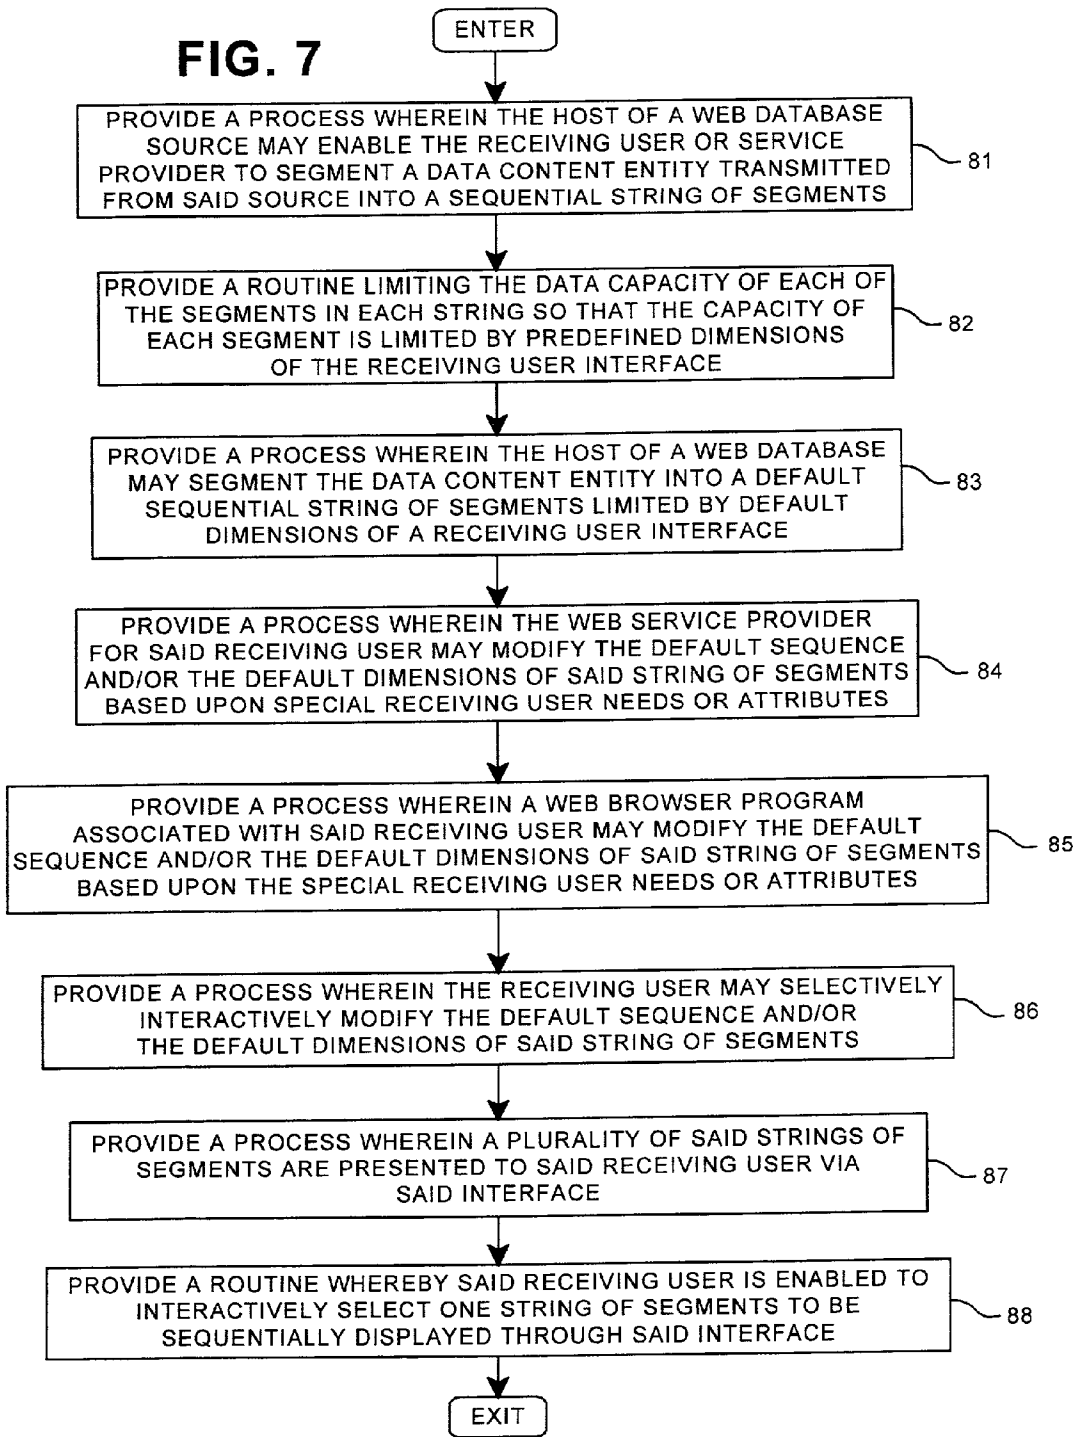 ENTER
FIG. 7
PROVIDE A PROCESS WHEREIN THE HOST OF A WEB DATABASE
SOURCE MAY ENABLE THE RECEIVING USER OR SERVICE
PROVIDER TO SEGMENT A DATA CONTENT ENTITY TRANSMITTED
FROM SAID SOURCE INTO A SEQUENTIAL STRING OF SEGMENTS
81
PROVIDE A ROUTINE LIMITING THE DATA CAPACITY OF EACH OF
THE SEGMENTS IN EACH STRING SO THAT THE CAPACITY OF
EACH SEGMENT IS LIMITED BY PREDEFINED DIMENSIONS
OF THE RECEIVING USER INTERFACE
82
PROVIDE A PROCESS WHEREIN THE HOST OF A WEB DATABASE
MAY SEGMENT THE DATA CONTENT ENTITY INTO A DEFAULT
SEQUENTIAL STRING OF SEGMENTS LIMITED BY DEFAULT
DIMENSIONS OF A RECEIVING USER INTERFACE
83
PROVIDE A PROCESS WHEREIN THE WEB SERVICE PROVIDER
FOR SAID RECEIVING USER MAY MODIFY THE DEFAULT SEQUENCE
AND/OR THE DEFAULT DIMENSIONS OF SAID STRING OF SEGMENTS
BASED UPON SPECIAL RECEIVING USER NEEDS OR ATTRIBUTES
84
PROVIDE A PROCESS WHEREIN A WEB BROWSER PROGRAM
ASSOCIATED WITH SAID RECEIVING USER MAY MODIFY THE DEFAULT
SEQUENCE AND/OR THE DEFAULT DIMENSIONS OF SAID STRING OF SEGMENTS
BASED UPON THE SPECIAL RECEIVING USER NEEDS OR ATTRIBUTES
85
PROVIDE A PROCESS WHEREIN THE RECEIVING USER MAY SELECTIVELY
INTERACTIVELY MODIFY THE DEFAULT SEQUENCE AND/OR
THE DEFAULT DIMENSIONS OF SAID STRING OF SEGMENTS
86
PROVIDE A PROCESS WHEREIN A PLURALITY OF SAID STRINGS OF
SEGMENTS ARE PRESENTED TO SAID RECEIVING USER VIA
SAID INTERFACE
87
PROVIDE A ROUTINE WHEREBY SAID RECEIVING USER IS ENABLED TO
INTERACTIVELY SELECT ONE STRING OF SEGMENTS TO BE
SEQUENTIALLY DISPLAYED THROUGH SAID INTERFACE
88
EXIT